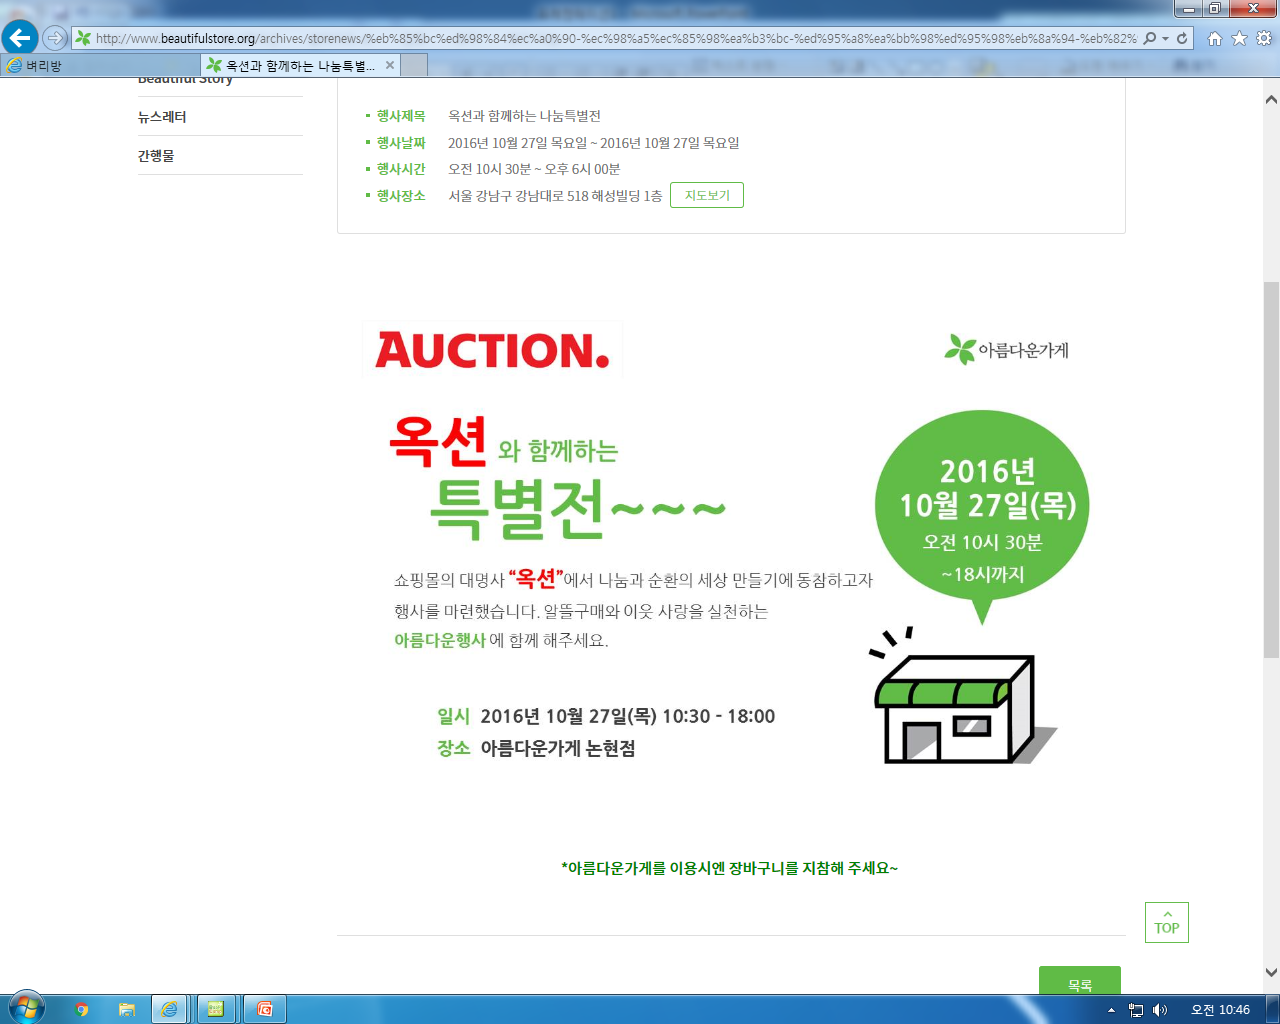 http://www.beautifulstore.org/archives/storenews/%eb%85%bc%ed%98%84%ec%a0%90-%ec%98%a5%ec%85%98%ea%b3%bc-%ed%95%a8%ea%bb%98%ed%95%98%eb%8a%94-%eb%82%
벼리방
옥션과 함께하는 나눔특별...
Beautiful Story
뉴스레터
간행물
행사제목 옥션과 함께하는 나눔특별전
행사날짜 2016년 10월 27일 목요일 ~ 2016년 10월 27일 목요일
행사시간 오전 10시 30분 ~ 오후 6시 00분
행사장소 서울 강남구 강남대로 518 해성빌딩 1층 지도보기
AUCTION.
아름다운가게
옥션 와 함께하는
특별전~~~
2016년
10월 27일(목)
오전 10시 30분
~18시까지
쇼핑몰의 대명사 “옥션”에서 나눔과 순환의 세상 만들기에 동참하고자
행사를 마련했습니다. 알뜰구매와 이웃 사랑을 실천하는
아름다운행사 에 함께 해주세요.
일시 2016년 10월 27일(목) 10:30 - 18:00
장소 아름다운가게 논현점
*아름다운가게를 이용시엔 장바구니를 지참해 주세요~
TOP
목록
오전 10:46